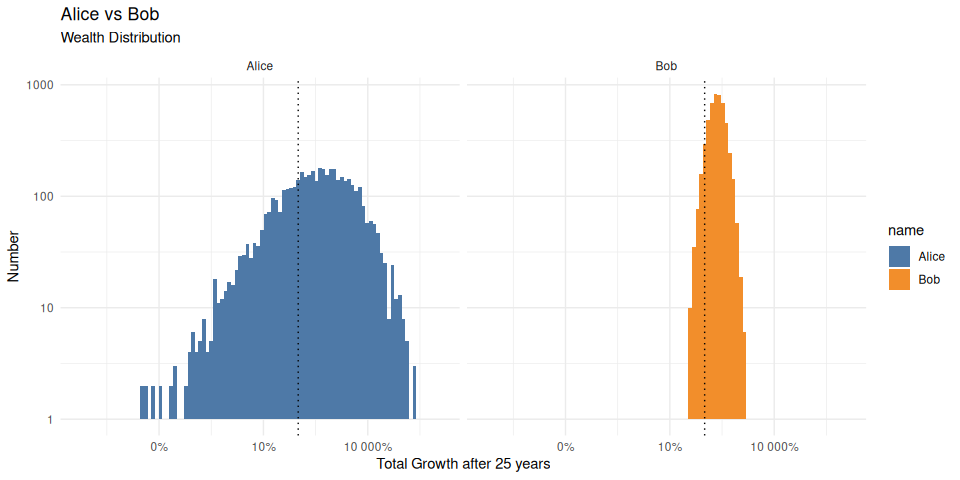 Alice vs Bob
Wealth Distribution
Alice
Bob
1000
100
10
1
Number
0%
10%
10 000%
0%
10%
10 000%
Total Growth after 25 years
name
Alice
Bob